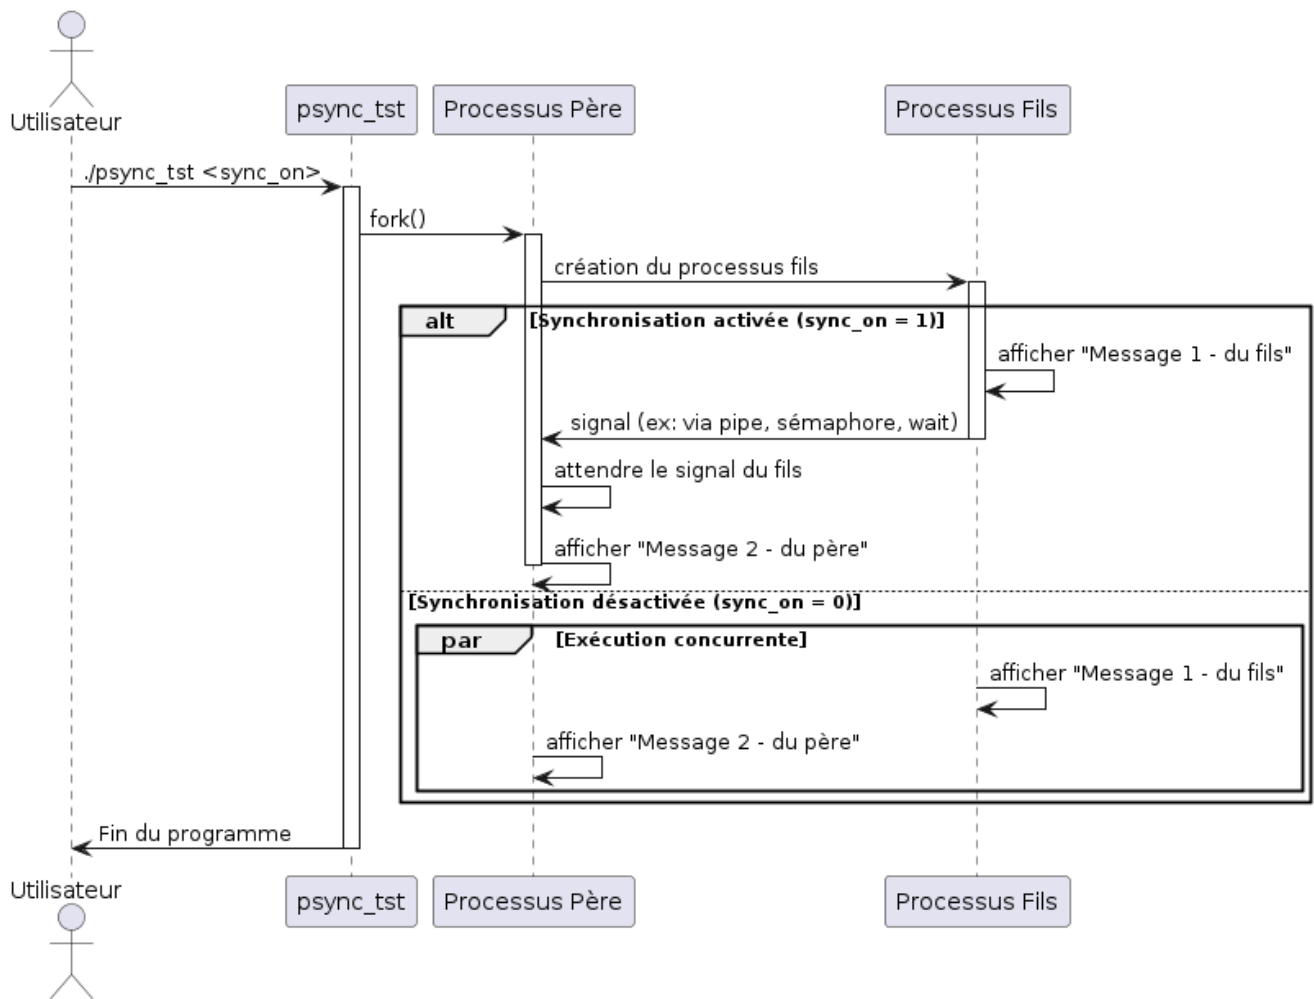 Utilisateur
psync_tst
Processus Père
Processus Fils
./psync_tst <sync_on>
fork()
création du processus fils
alt
[Synchronisation activée (sync_on = 1)]
afficher "Message 1 - du fils"
signal (ex: via pipe, sémaphore, wait)
attendre le signal du fils
afficher "Message 2 - du père"
[Synchronisation désactivée (sync_on = 0)]
par
[Exécution concurrente]
afficher "Message 1 - du fils"
afficher "Message 2 - du père"
Fin du programme
Utilisateur
psync_tst
Processus Père
Processus Fils